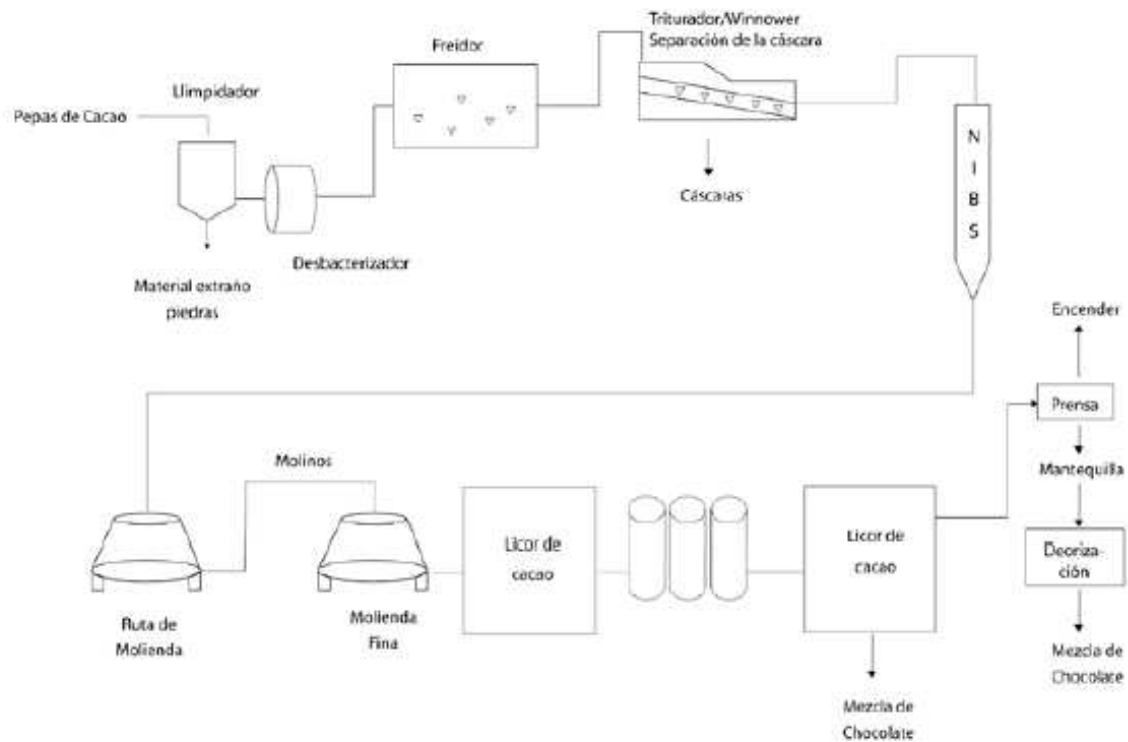 Triturador/Winnower
Separación de la cáscara
Freidor
Llimpidador
Pepas de Cacao
Cáscaras
NIBS
Desbacterizador
Material extraño
piedras
Encender
Prensa
Mantequilla
Molinos
Licor de
cacao
Licor de
cacao
Deoriza-
ción
Ruta de
Molienda
Molienda
Fina
Mezcla de
Chocolate
Mezcla de
Chocolate